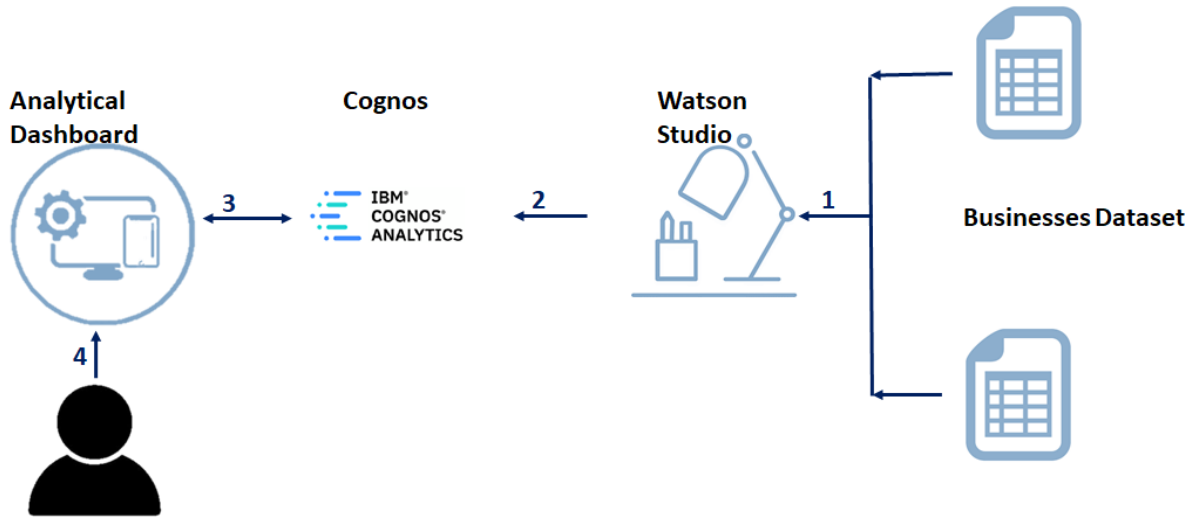 Analytical
Dashboard
Cognos
Watson
Studio
Businesses Dataset
IBM®
COGNOS®
ANALYTICS
3
2
1
4